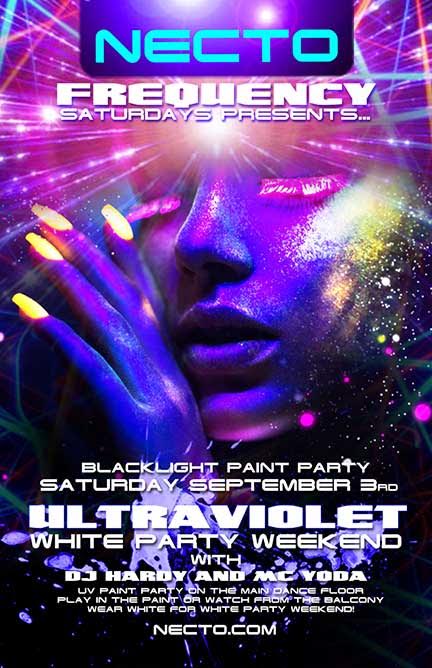 NECTO
FREQUENCY
SATURDAYS PRESENTS...
BLACKLIGHT PAINT PARTY
SATURDAY SEPTEMBER 3RD
ULTRAVIOLET
WHITE PARTY WEEKEND
WITH
DJ HARDY AND MC YODA
UV PAINT PARTY ON THE MAIN DANCE FLOOR
PLAY IN THE PAINT OR WATCH FROM THE BALCONY
WEAR WHITE FOR WHITE PARTY WEEKEND!
NECTO.COM